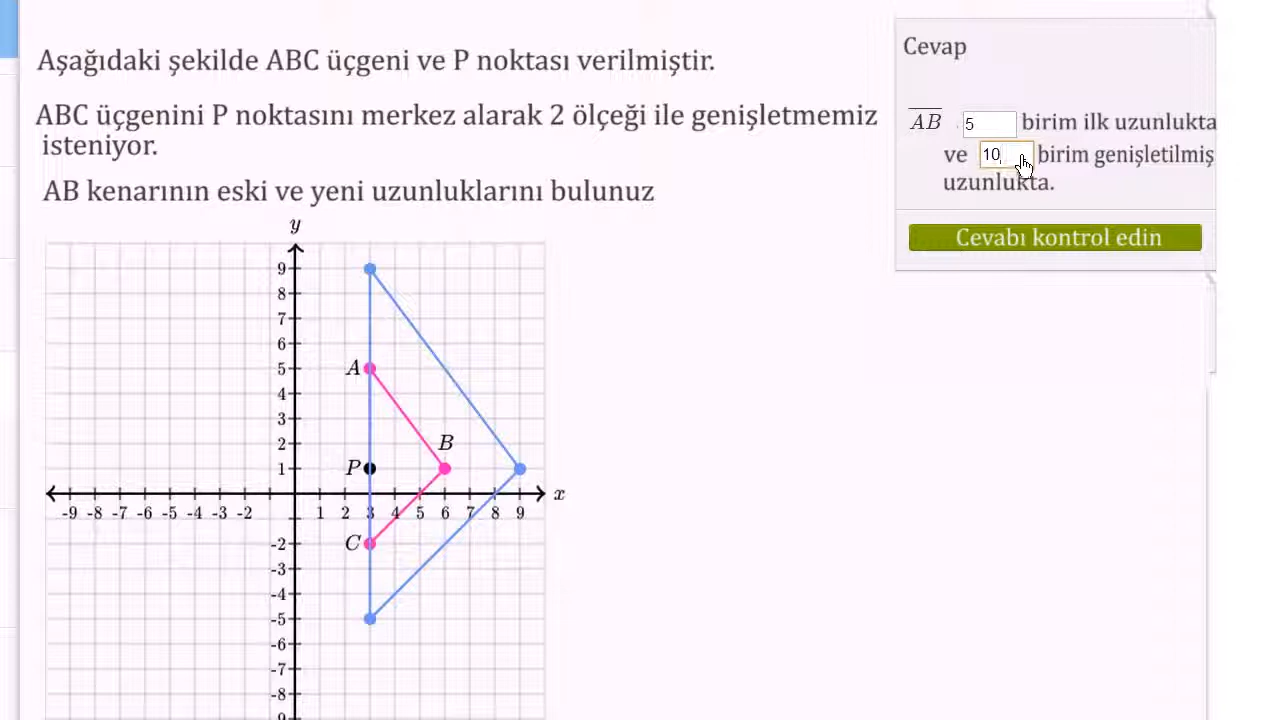 Aşağıdaki şekilde ABC üçgeni ve P noktası verilmiştir.
ABC üçgenini P noktasını merkez alarak 2 ölçeği ile genişletmemiz
isteniyor.
AB kenarının eski ve yeni uzunluklarını bulunuz
Cevap
AB 5 birim ilk uzunlukta
ve 10 birim genişletilmiş
uzunlukta.
Cevabı kontrol edin
y
9
8
7
6
A 5
4
3
2 B
P 1
x
-9 -8 -7 -6 -5 -4 -3 -2 1 2 3 4 5 6 7 8 9
-2 C
-3
-4
-5
-6
-7
-8